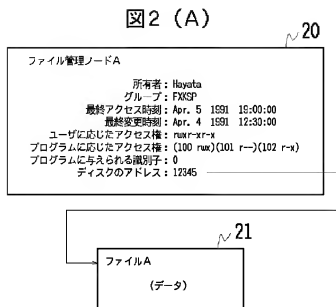 図2 (A)
20
ファイル管理ノードA
所有者：Hayata
グループ：FXKSP
最終アクセス時刻：Apr. 5 1991 19:00:00
最終変更時刻：Apr. 4 1991 12:30:00
ユーザに応じたアクセス権：rwxr-xr-x
プログラムに応じたアクセス権：(100 rwx)(101 r--)(102 r-x)
プログラムに与えられる識別子：0
ディスクのアドレス：12345
21
ファイルA
(データ)